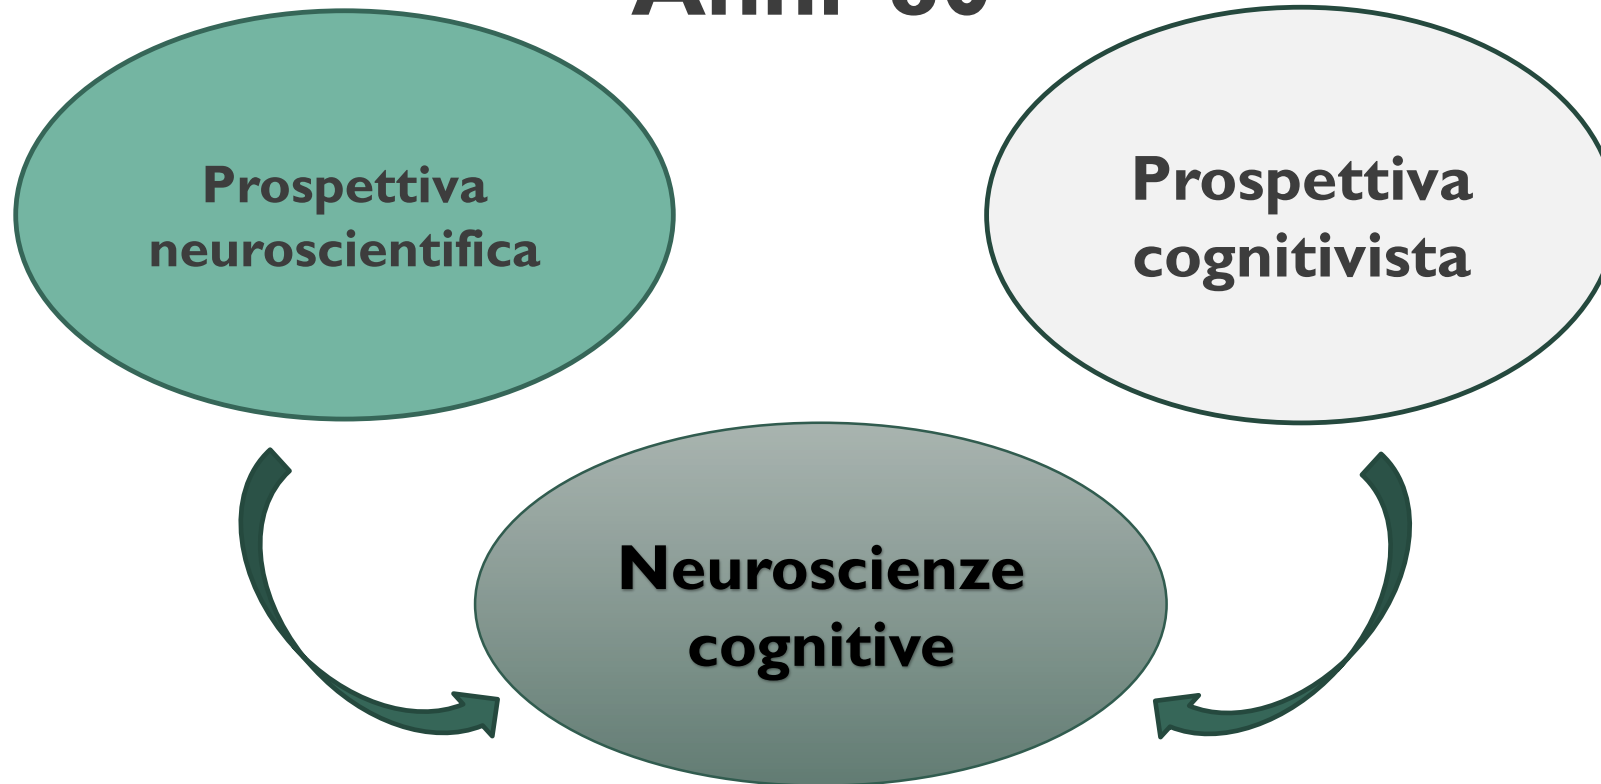 Prospettiva
neuroscientifica
Prospettiva
cognitivista
Neuroscienze
cognitive